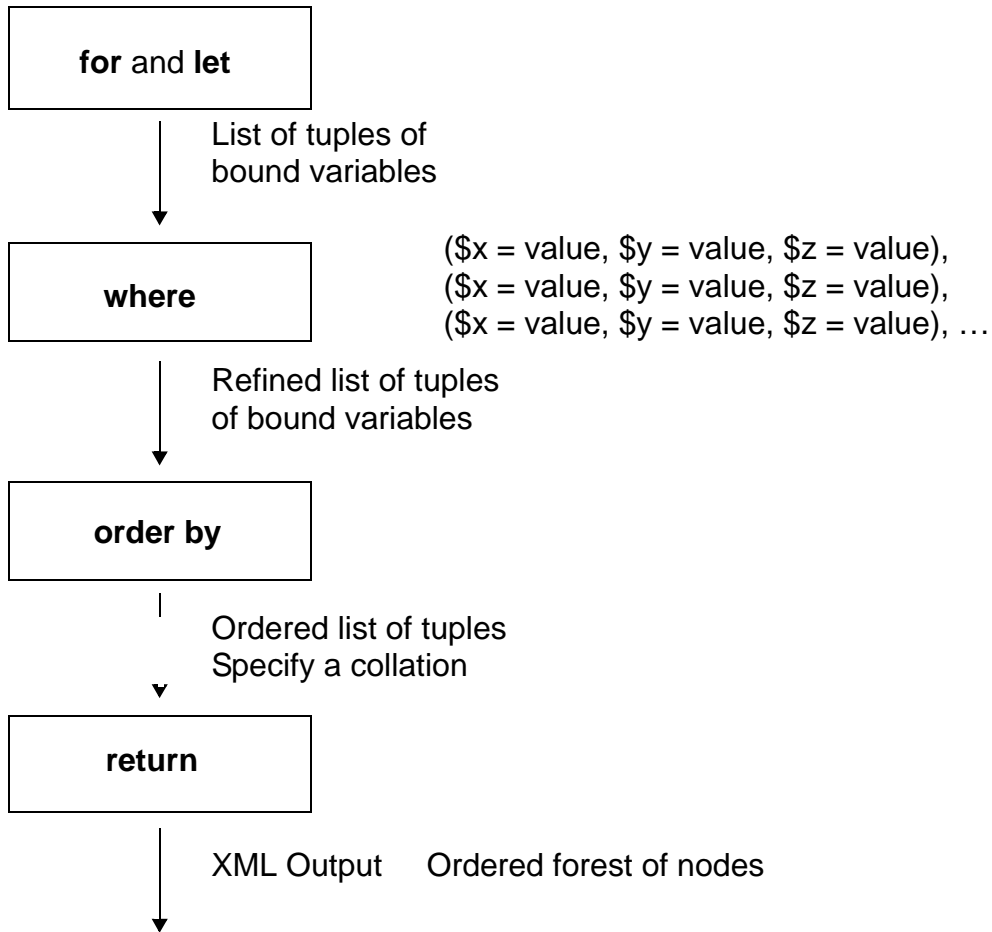 for and let
List of tuples of
bound variables
where
($x = value, $y = value, $z = value),
($x = value, $y = value, $z = value),
($x = value, $y = value, $z = value), …
Refined list of tuples
of bound variables
order by
Ordered list of tuples
Specify a collation
return
XML Output Ordered forest of nodes